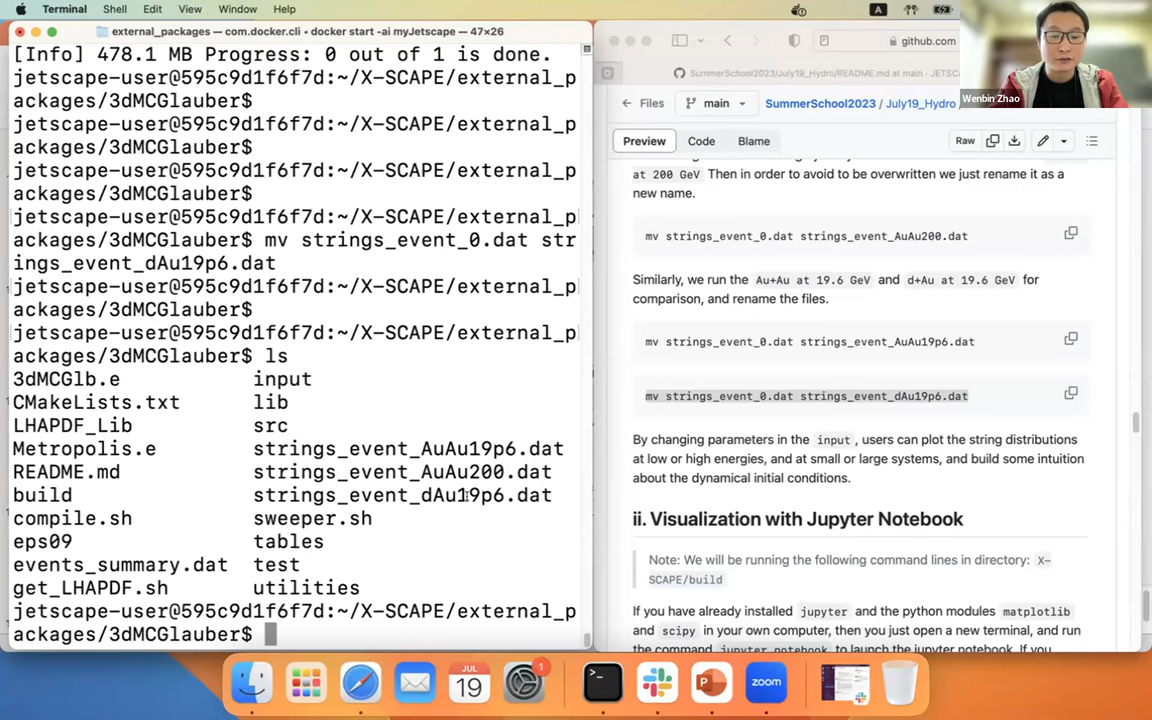 Terminal Shell Edit View Window Help
A
external_packages — com.docker.cli • docker start -ai myJetscape — 47×26
[Info] 478.1 MB Progress: 0 out of 1 is done.
jetscape-user@595c9d1f6f7d:~/X-SCAPE/external_p
ackages/3dMCGlauber$
jetscape-user@595c9d1f6f7d:~/X-SCAPE/external_p
ackages/3dMCGlauber$
jetscape-user@595c9d1f6f7d:~/X-SCAPE/external_p
ackages/3dMCGlauber$
jetscape-user@595c9d1f6f7d:~/X-SCAPE/external_p
ackages/3dMCGlauber$ mv strings_event_0.dat str
ings_event_dAu19p6.dat
jetscape-user@595c9d1f6f7d:~/X-SCAPE/external_p
ackages/3dMCGlauber$
jetscape-user@595c9d1f6f7d:~/X-SCAPE/external_p
ackages/3dMCGlauber$ ls
3dMCGlb.e input
CMakeLists.txt lib
LHAPDF_Lib src
Metropolis.e strings_event_AuAu19p6.dat
README.md strings_event_AuAu200.dat
build strings_event_dAu19p6.dat
compile.sh sweeper.sh
eps09 tables
events_summary.dat test
get_LHAPDF.sh utilities
jetscape-user@595c9d1f6f7d:~/X-SCAPE/external_p
ackages/3dMCGlauber$
github.com
SummerSchool2023/July19_Hydro/README.md at main · JETSC
Wenbin Zhao
Files main SummerSchool2023 / July19_Hydro
Preview Code Blame Raw
at 200 GeV Then in order to avoid to be overwritten we just rename it as a
new name.
mv strings_event_0.dat strings_event_AuAu200.dat
Similarly, we run the Au+Au at 19.6 GeV and d+Au at 19.6 GeV for
comparison, and rename the files.
mv strings_event_0.dat strings_event_AuAu19p6.dat
mv strings_event_0.dat strings_event_dAu19p6.dat
By changing parameters in the input, users can plot the string distributions
at low or high energies, and at small or large systems, and build some intuition
about the dynamical initial conditions.
ii. Visualization with Jupyter Notebook
Note: We will be running the following command lines in directory: X-
SCAPE/build
If you have already installed jupyter and the python modules matplotlib
and scipy in your own computer, then you just open a new terminal, and run
the command jupyter notebook to launch the jupyter notebook. If you
JUL
19
1
zoom